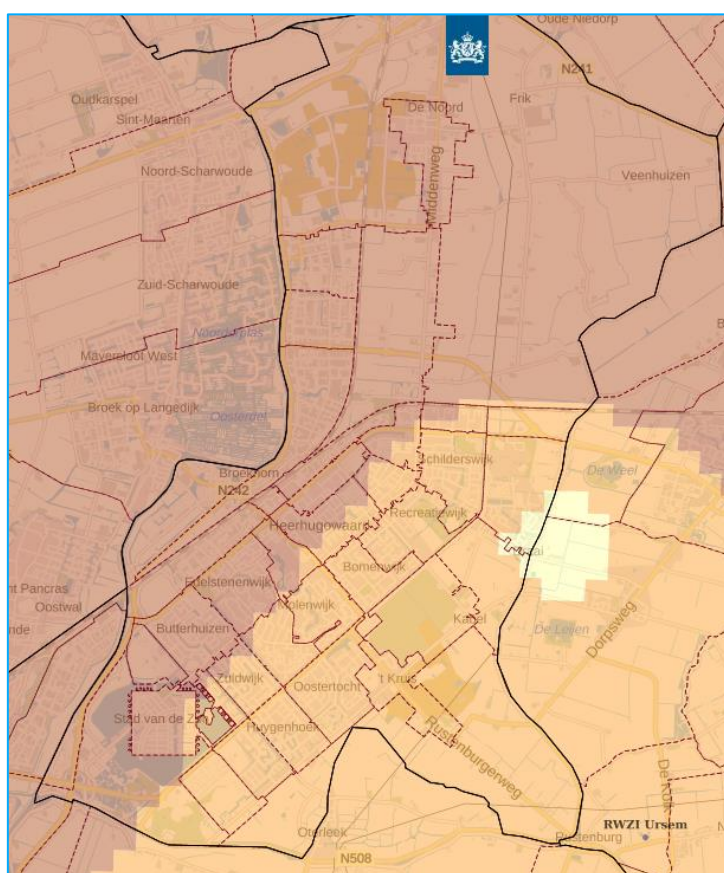 Oude Niedorp
N241
Oudkarspel
De Noord
Frik
Sint-Maarten
Noord-Scharwoude
Veenhuizen
Middenweg
Zuid-Scharwoude
Noorderplas
Mayersloot West
Broek op Langedijk
Oosterdel
Schilderswijk
Broekhorn
De Weel
N242
Recreatiewijk
Heerhugowaard
Bomenwijk
Edelstenenwijk
Molenwijk
Kabel
De Leijen
Dorpsweg
Oostwal
Butterhuizen
Zuidwijk
Oostertocht
't Kruis
Stad van de Zon
Huygenhoek
Rustenburgerweg
Oterleek
RWZI Ursem
Rustenburg
N508